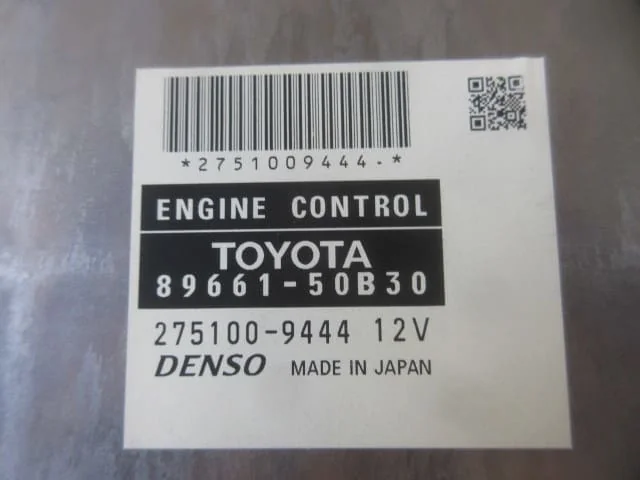 *2751009444-*
ENGINE CONTROL
TOYOTA
89661-50B30
275100-9444 12V
DENSO MADE IN JAPAN